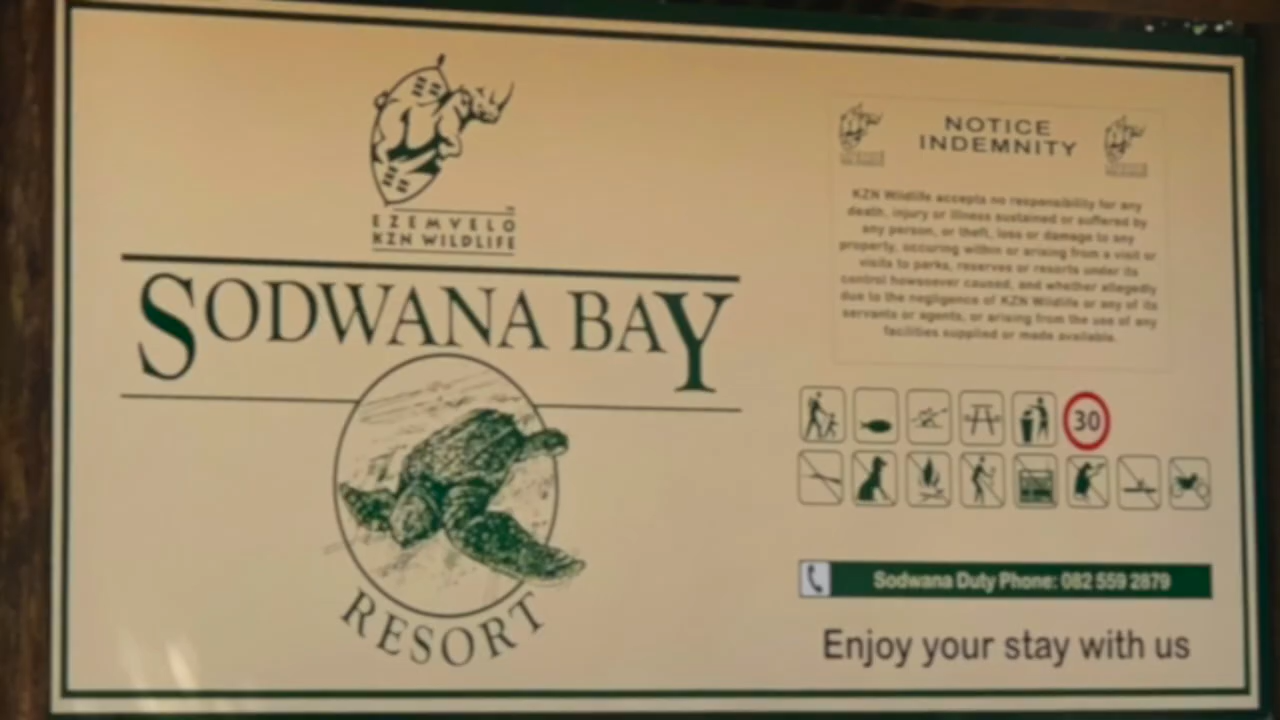 EZEMVELO
KZN WILDLIFE
SODWANA BAY
RESORT
NOTICE
INDEMNITY
KZN Wildlife accepts no responsibility for any
death, injury or illness sustained or suffered by
any person, or theft, loss or damage to any
property, occuring within or arising from a visit or
visits to parks, reserves or resorts under its
control howsoever caused, and whether allegedly
due to the negligence of KZN Wildlife or any of its
servants or agents, or arising from the use of any
facilities supplied or made available.
30
Sodwana Duty Phone: 082 559 2879
Enjoy your stay with us